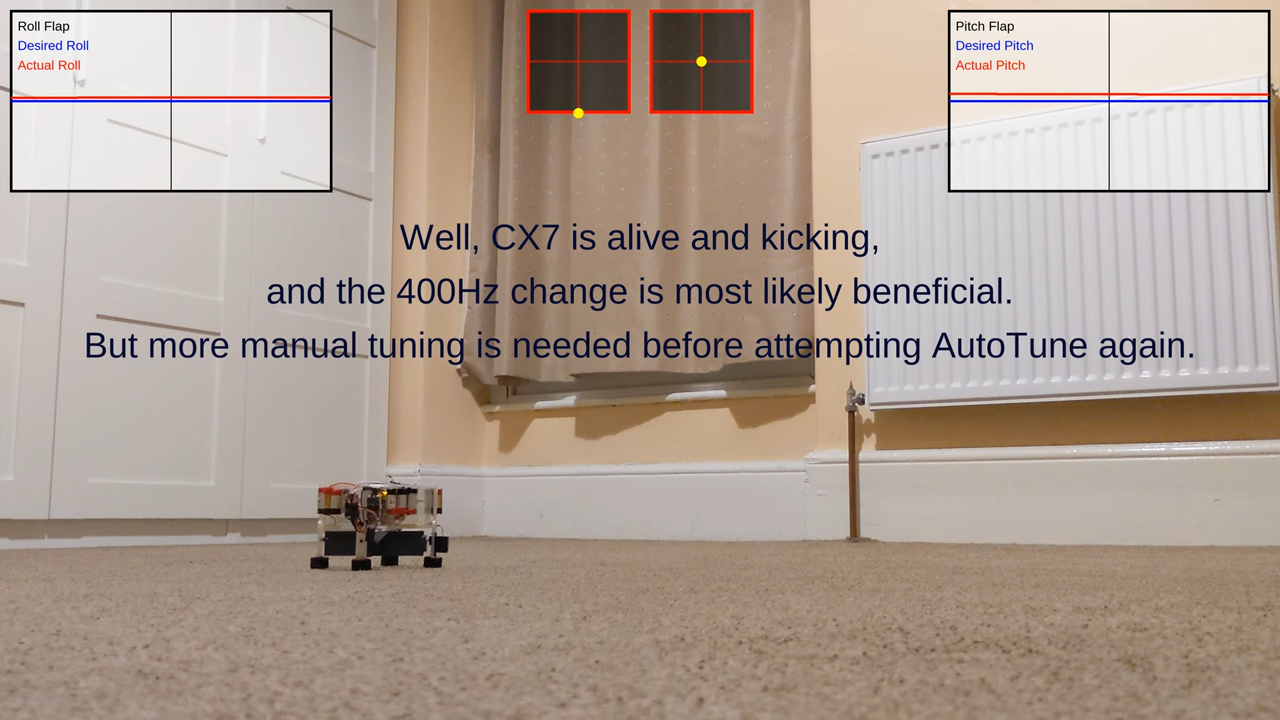 Roll Flap
Desired Roll
Actual Roll
Pitch Flap
Desired Pitch
Actual Pitch
Well, CX7 is alive and kicking,
and the 400Hz change is most likely beneficial.
But more manual tuning is needed before attempting AutoTune again.